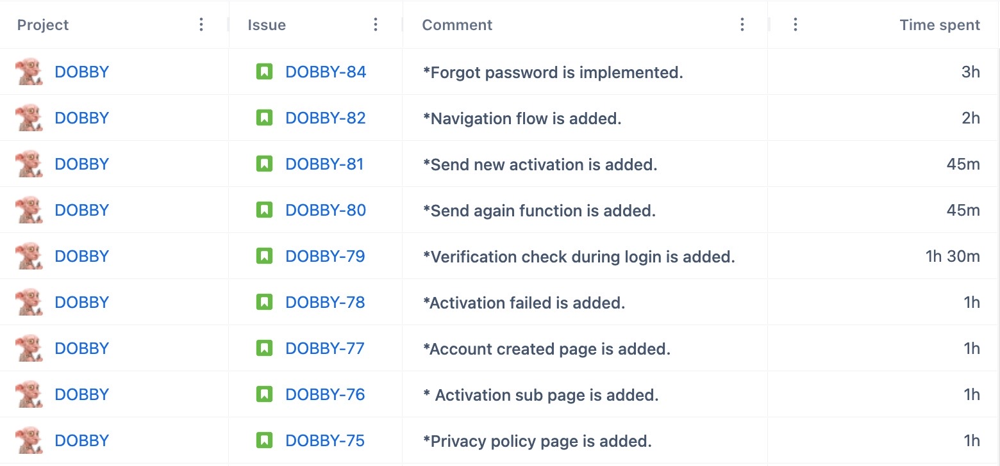 Project Issue Comment Time spent
DOBBY DOBBY-84 *Forgot password is implemented. 3h
DOBBY DOBBY-82 *Navigation flow is added. 2h
DOBBY DOBBY-81 *Send new activation is added. 45m
DOBBY DOBBY-80 *Send again function is added. 45m
DOBBY DOBBY-79 *Verification check during login is added. 1h 30m
DOBBY DOBBY-78 *Activation failed is added. 1h
DOBBY DOBBY-77 *Account created page is added. 1h
DOBBY DOBBY-76 * Activation sub page is added. 1h
DOBBY DOBBY-75 *Privacy policy page is added. 1h